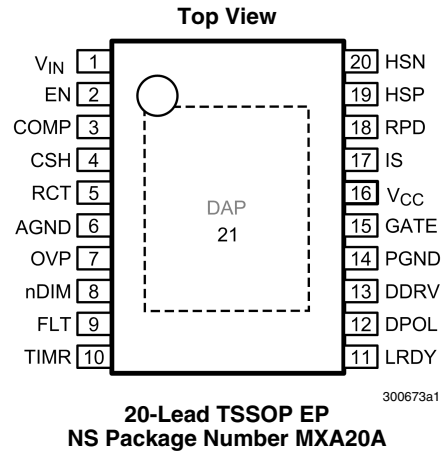 Top View
VIN 1
EN 2
COMP 3
CSH 4
RCT 5
AGND 6
OVP 7
nDIM 8
FLT 9
TIMR 10
DAP
21
20 HSN
19 HSP
18 RPD
17 IS
16 VCC
15 GATE
14 PGND
13 DDRV
12 DPOL
11 LRDY
300673a1
20-Lead TSSOP EP
NS Package Number MXA20A